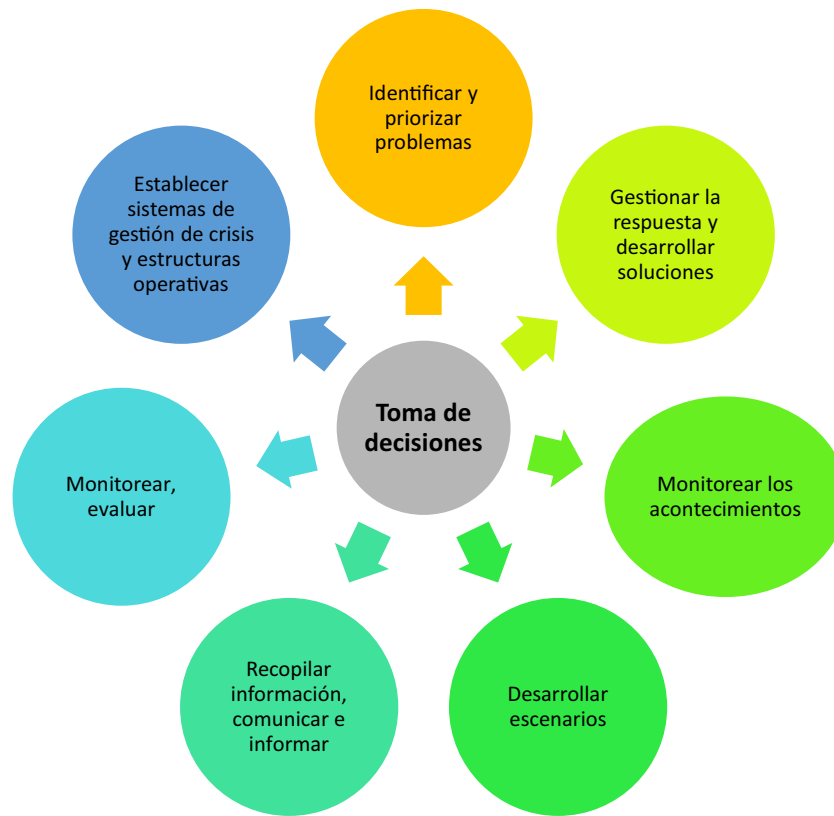 Identificar y
priorizar
problemas
Gestionar la
respuesta y
desarrollar
soluciones
Monitorear los
acontecimientos
Desarrollar
escenarios
Recopilar
información,
comunicar e
informar
Monitorear,
evaluar
Establecer
sistemas de
gestión de crisis
y estructuras
operativas
Toma de
decisiones